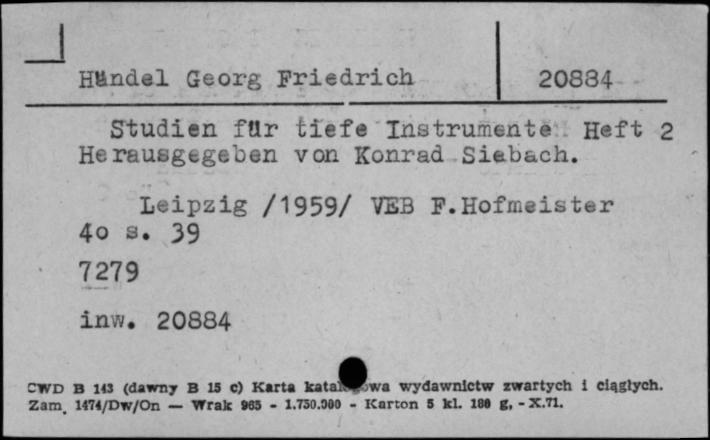 Händel Georg Friedrich 20884
Studien für tiefe Instrumente. Heft 2
Herausgegeben von Konrad Siebach.
Leipzig /1959/ VEB F.Hofmeister
4o s. 39
7279
inw. 20884
CWD B 143 (dawny B 15 c) Karta katalogowa wydawnictw zwartych i ciągłych.
Zam. 1474/Dw/On — Wrak 965 - 1.750.000 - Karton 5 kl. 180 g. - X.71.